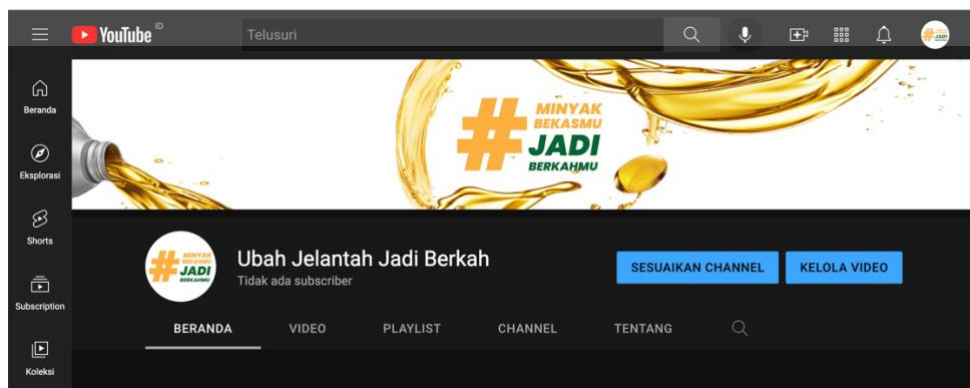 YouTube ID
Telusuri
Beranda
Eksplorasi
Shorts
Subscription
Koleksi
# MINYAK
BEKASMU
JADI
BERKAHMU
# MINYAK
BEKASMU
JADI
BERKAHMU
Ubah Jelantah Jadi Berkah
Tidak ada subscriber
SESUAIKAN CHANNEL
KELOLA VIDEO
BERANDA
VIDEO
PLAYLIST
CHANNEL
TENTANG
# JADI